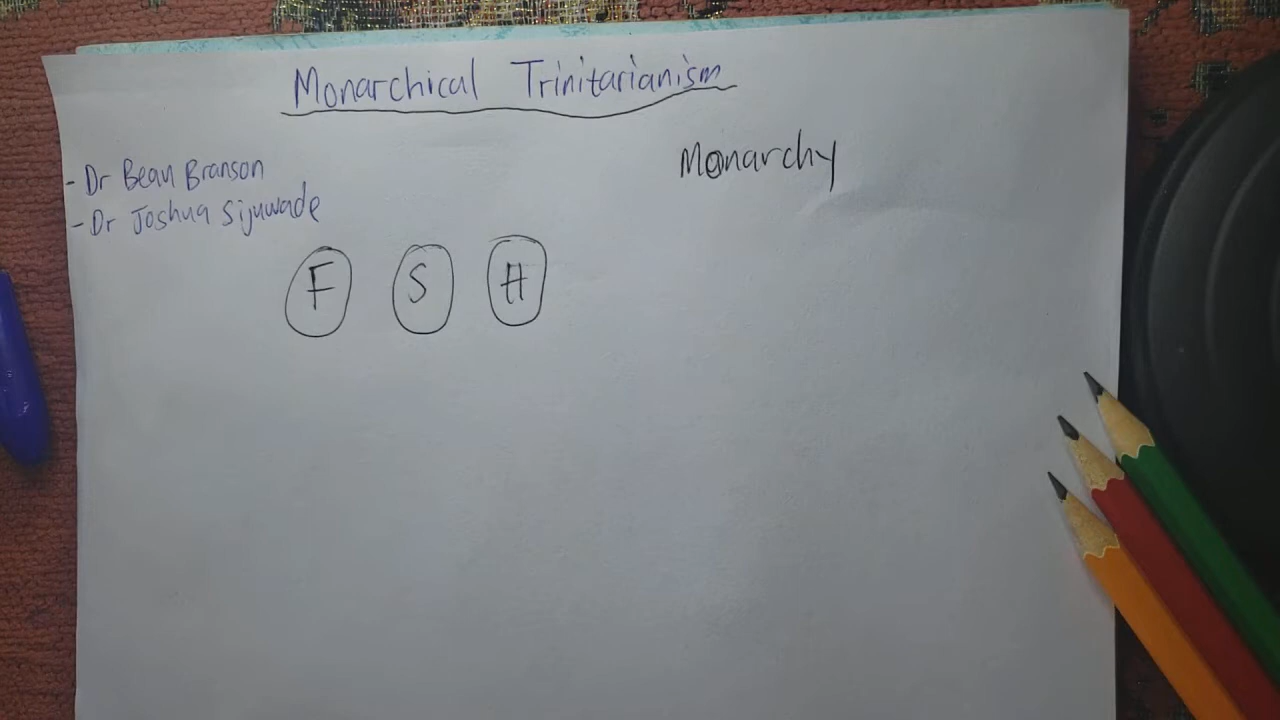 Monarchical Trinitarianism
Monarchy
- Dr Beau Branson
- Dr Joshua Sijuwade
F S H